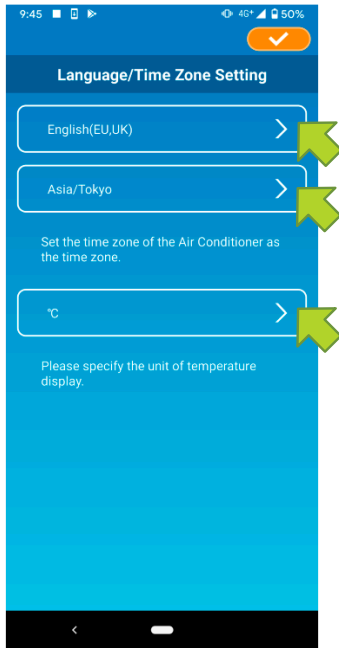 9:45 4G+ 50%
Language/Time Zone Setting
English(EU,UK)
Asia/Tokyo
Set the time zone of the Air Conditioner as
the time zone.
℃
Please specify the unit of temperature
display.